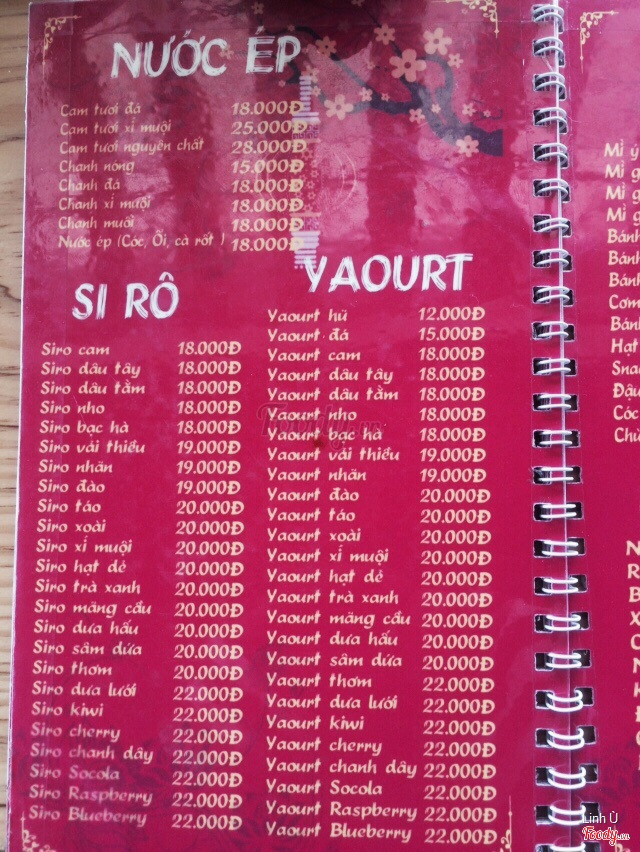 NƯỚC ÉP
Cam tươi đá 18.000Đ
Cam tươi xí muội 25.000Đ
Cam tươi nguyên chất 28.000Đ
Chanh nóng 15.000Đ
Chanh đá 18.000Đ
Chanh xí muội 18.000Đ
Chanh muối 18.000Đ
Nước ép (Cóc, Ổi, cà rốt ) 18.000Đ
SI RÔ
Siro cam 18.000Đ
Siro dâu tây 18.000Đ
Siro dâu tằm 18.000Đ
Siro nho 18.000Đ
Siro bạc hà 18.000Đ
Siro vải thiều 19.000Đ
Siro nhãn 19.000Đ
Siro đào 19.000Đ
Siro táo 20.000Đ
Siro xoài 20.000Đ
Siro xí muội 20.000Đ
Siro hạt dẻ 20.000Đ
Siro trà xanh 20.000Đ
Siro mãng cầu 20.000Đ
Siro dưa hấu 20.000Đ
Siro sâm dứa 20.000Đ
Siro thơm 20.000Đ
Siro dưa lưới 22.000Đ
Siro kiwi 22.000Đ
Siro cherry 22.000Đ
Siro chanh dây 22.000Đ
Siro Socola 22.000Đ
Siro Raspberry 22.000Đ
Siro Blueberry 22.000Đ
YAOURT
Yaourt hủ 12.000Đ
Yaourt đá 15.000Đ
Yaourt cam 18.000Đ
Yaourt dâu tây 18.000Đ
Yaourt dâu tằm 18.000Đ
Yaourt nho 18.000Đ
Yaourt bạc hà 18.000Đ
Yaourt vải thiều 19.000Đ
Yaourt nhãn 19.000Đ
Yaourt đào 20.000Đ
Yaourt táo 20.000Đ
Yaourt xoài 20.000Đ
Yaourt xí muội 20.000Đ
Yaourt hạt dẻ 20.000Đ
Yaourt trà xanh 20.000Đ
Yaourt mãng cầu 20.000Đ
Yaourt dưa hấu 20.000Đ
Yaourt sâm dứa 20.000Đ
Yaourt thơm 22.000Đ
Yaourt dưa lưới 22.000Đ
Yaourt kiwi 22.000Đ
Yaourt cherry 22.000Đ
Yaourt chanh dây 22.000Đ
Yaourt Socola 22.000Đ
Yaourt Raspberry 22.000Đ
Yaourt Blueberry 22.000Đ
Mì ý
Mì
Mì
Mì
Bánh
Bánh
Bánh
Cơm
Bánh
Hạt
Đậu
Cóc
Foody.vn
Linh Ù
Foody.vn